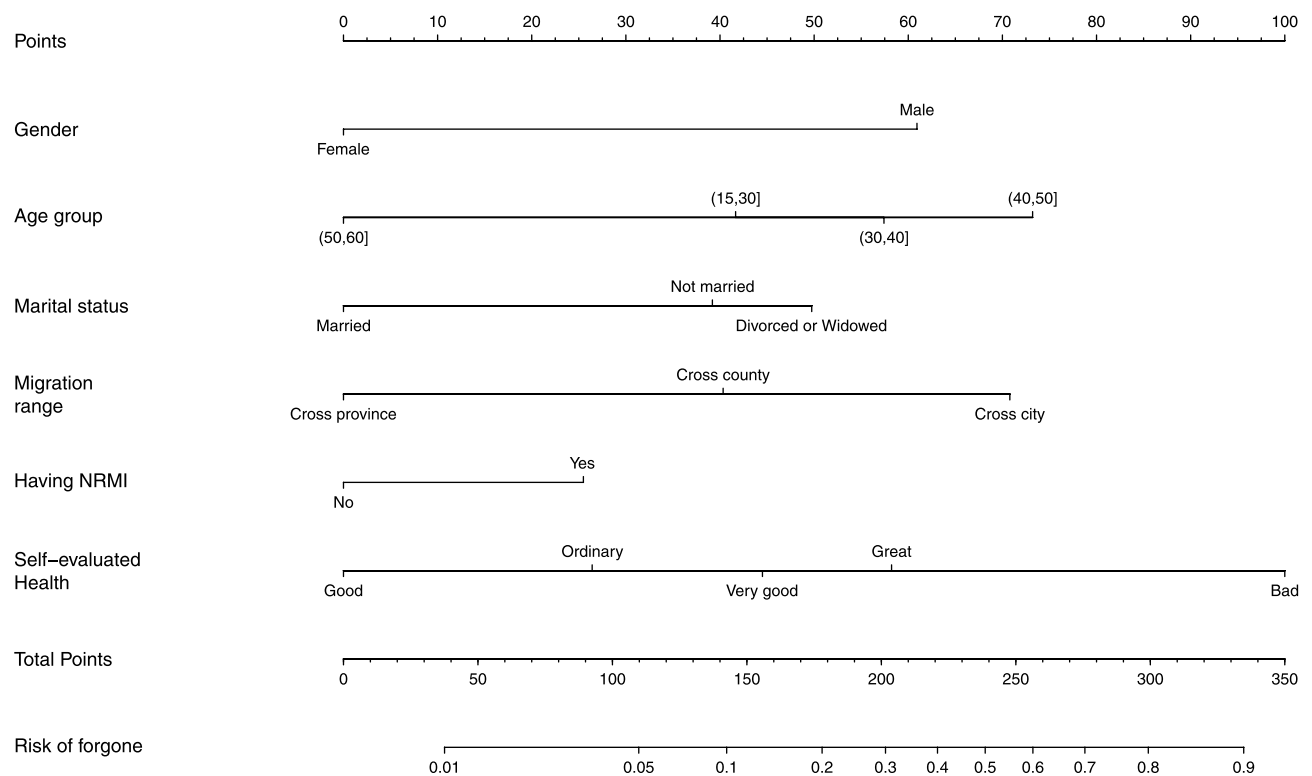 0 10 20 30 40 50 60 70 80 90 100
Points
Male
Gender
Female
(15,30] (40,50]
Age group
(50,60] (30,40]
Not married
Marital status
Married Divorced or Widowed
Migration
range
Cross county
Cross province Cross city
Yes
Having NRMI
No
Self−evaluated
Health
Ordinary Great
Good Very good Bad
Total Points
0 50 100 150 200 250 300 350
Risk of forgone
0.01 0.05 0.1 0.2 0.3 0.4 0.5 0.6 0.7 0.8 0.9